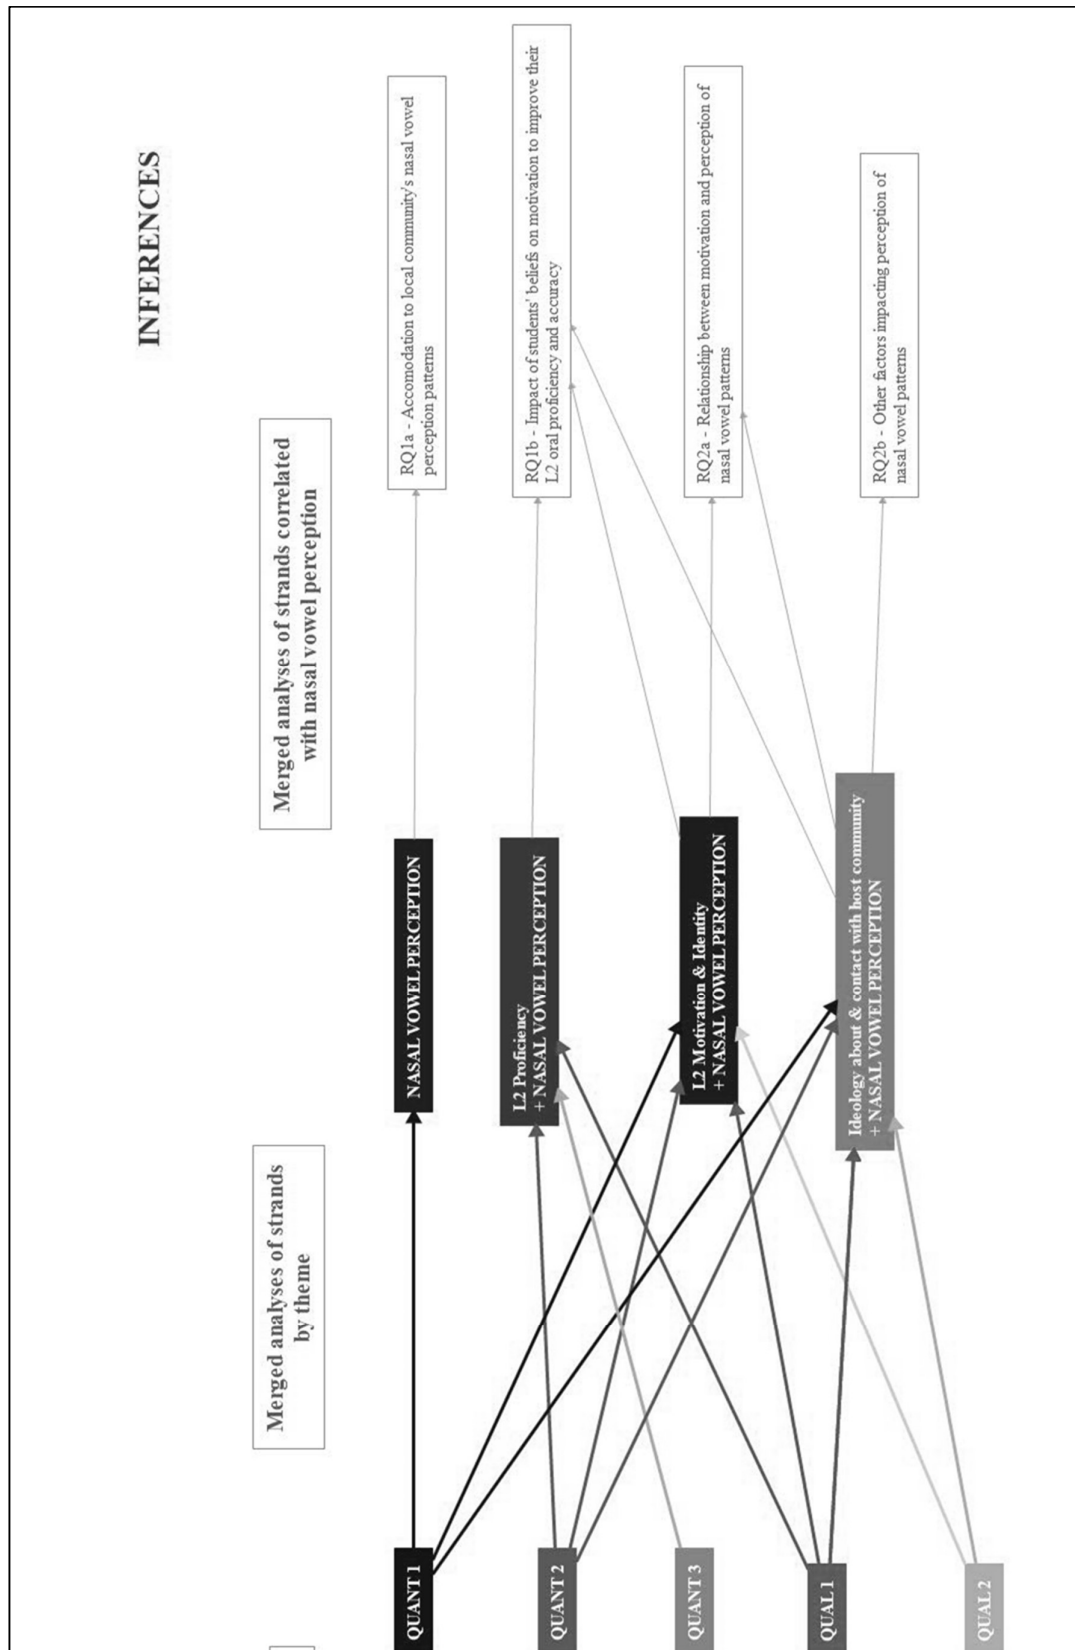 INFERENCES
Merged analyses of strands
by theme
Merged analyses of strands correlated
with nasal vowel perception
QUANT 1
QUANT 2
QUANT 3
QUAL 1
QUAL 2
NASAL VOWEL PERCEPTION
L2 Proficiency
+ NASAL VOWEL PERCEPTION
L2 Motivation & Identity
+ NASAL VOWEL PERCEPTION
Ideology about & contact with host community
+ NASAL VOWEL PERCEPTION
RQ1a - Accomodation to local community's nasal vowel
perception patterns
RQ1b - Impact of students' beliefs on motivation to improve their
L2 oral proficiency and accuracy
RQ2a - Relationship between motivation and perception of
nasal vowel patterns
RQ2b - Other factors impacting perception of
nasal vowel patterns